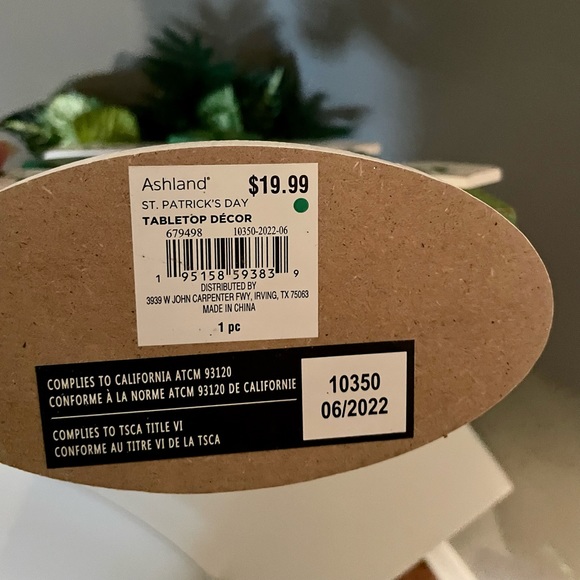 Ashland®
$19.99
ST. PATRICK'S DAY
TABLETOP DÉCOR
679498 10350-2022-06
1 95158 59383 9
DISTRIBUTED BY
3939 W JOHN CARPENTER FWY, IRVING, TX 75063
MADE IN CHINA
1 pc
COMPLIES TO CALIFORNIA ATCM 93120
CONFORME À LA NORME ATCM 93120 DE CALIFORNIE
COMPLIES TO TSCA TITLE VI
CONFORME AU TITRE VI DE LA TSCA
10350
06/2022